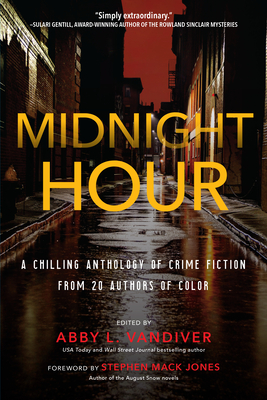 "Simply extraordinary."
–SULARI GENTILL, AWARD-WINNING AUTHOR OF THE ROWLAND SINCLAIR MYSTERIES
MIDNIGHT
HOUR
A CHILLING ANTHOLOGY OF CRIME FICTION
FROM 20 AUTHORS OF COLOR
EDITED BY
ABBY L. VANDIVER
USA Today and Wall Street Journal bestselling author
FOREWORD BY STEPHEN MACK JONES
Author of the August Snow novels